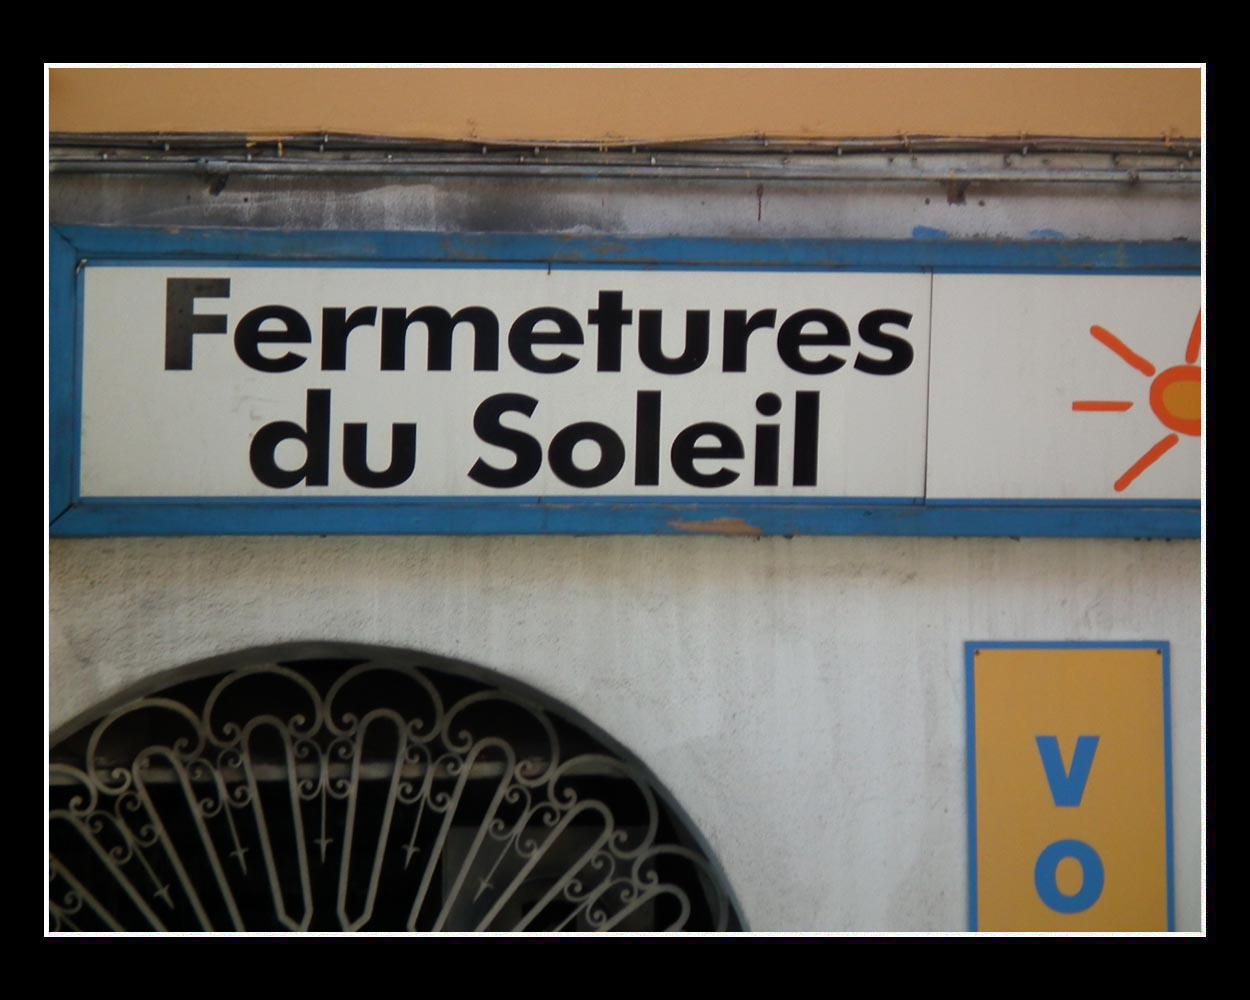 Fermetures
du Soleil
V
O